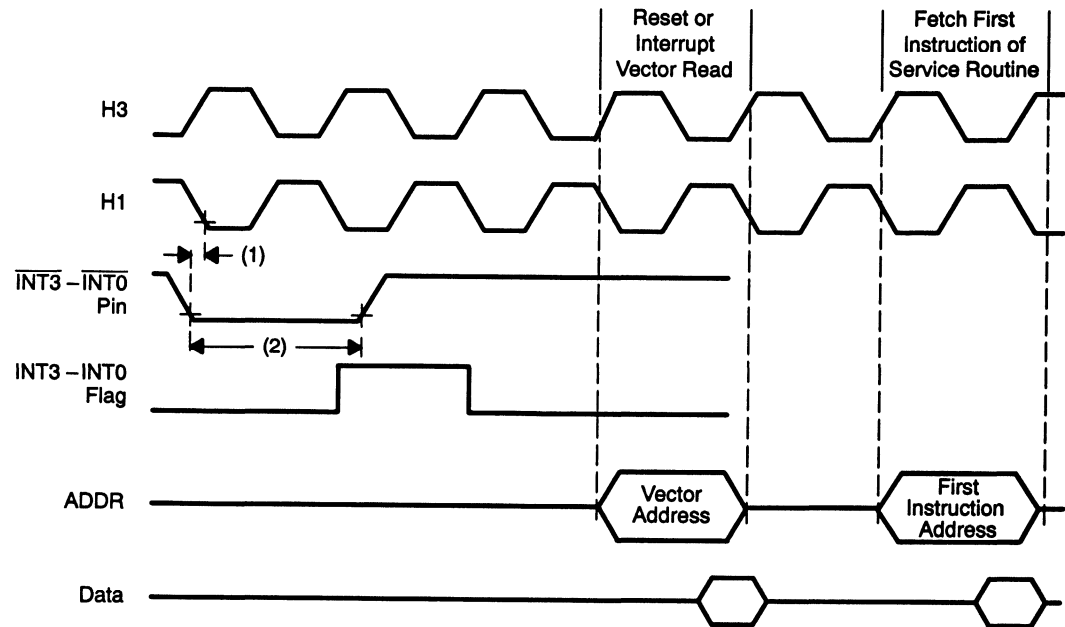 Reset or
Interrupt
Vector Read
Fetch First
Instruction of
Service Routine
H3
H1
(1)
INT3 – INT0
Pin
(2)
INT3 – INT0
Flag
ADDR
Vector
Address
First
Instruction
Address
Data